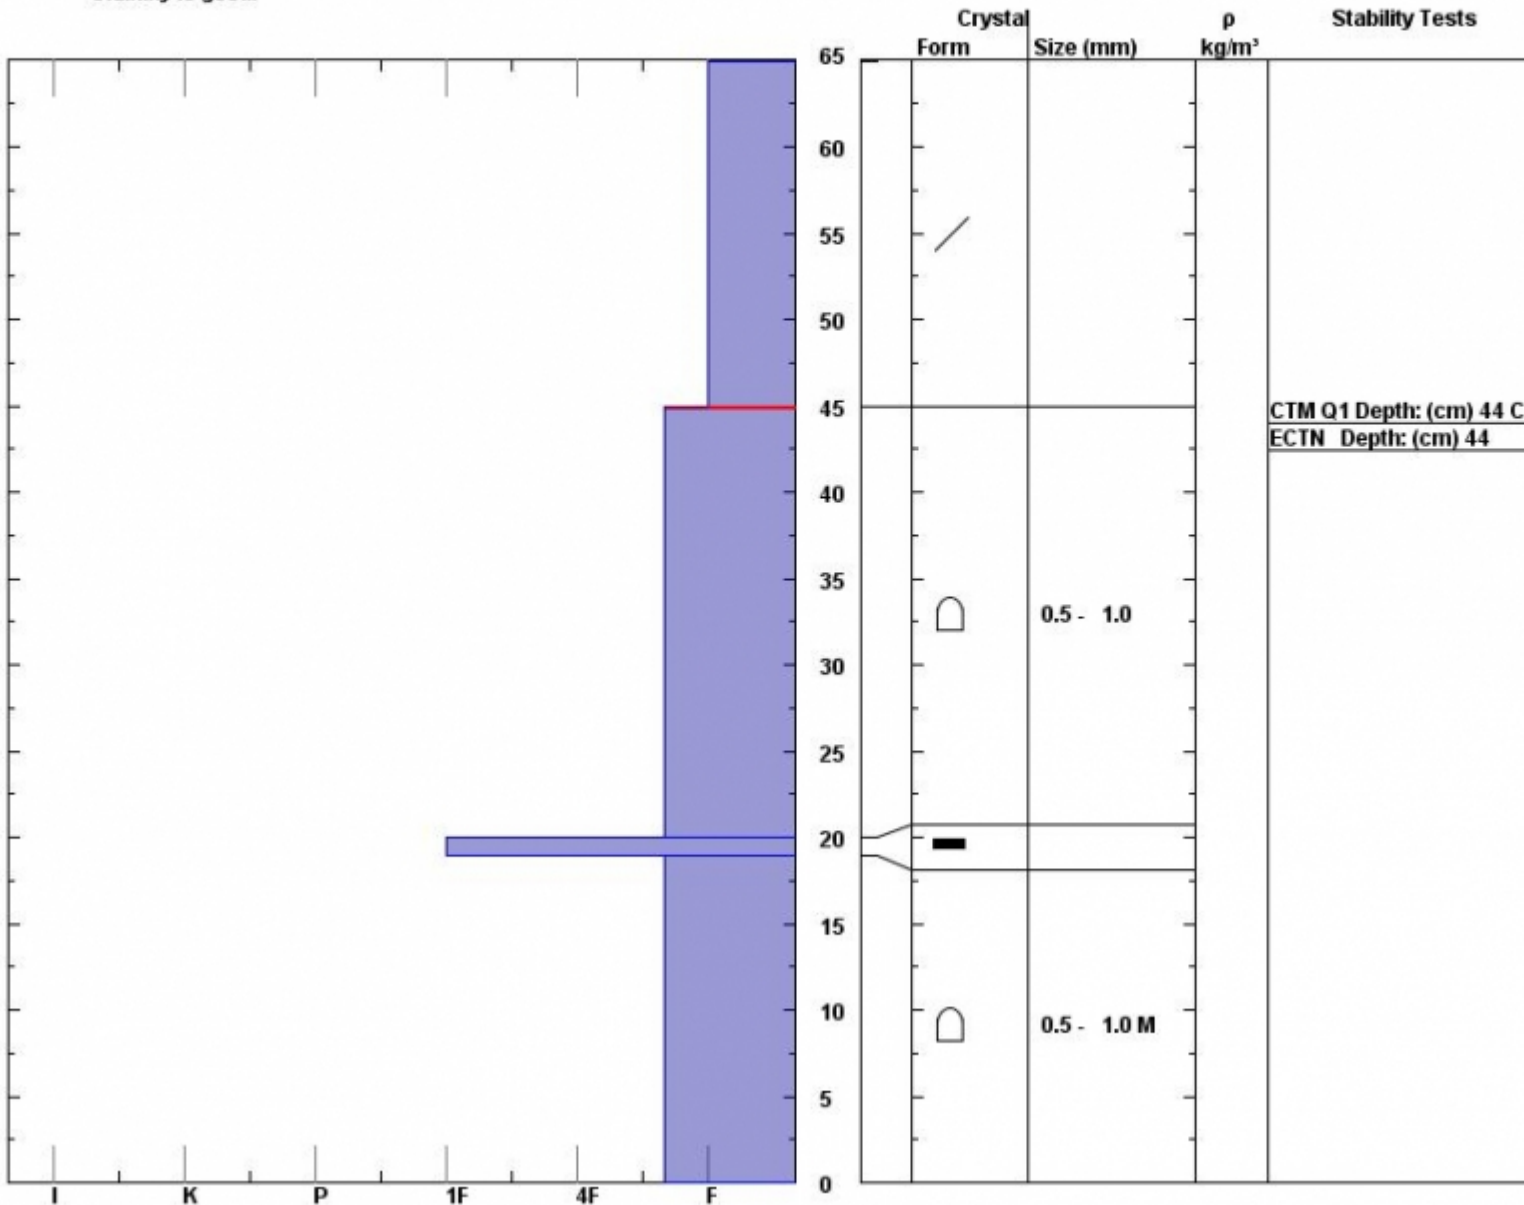 Crystal ρ Stability Tests
Form Size (mm) kg/m³
65
60
55
50
45
CTM Q1 Depth: (cm) 44 C
ECTN Depth: (cm) 44
40
35
0.5 - 1.0
30
25
20
15
10
0.5 - 1.0 M
5
0
I K P 1F 4F F